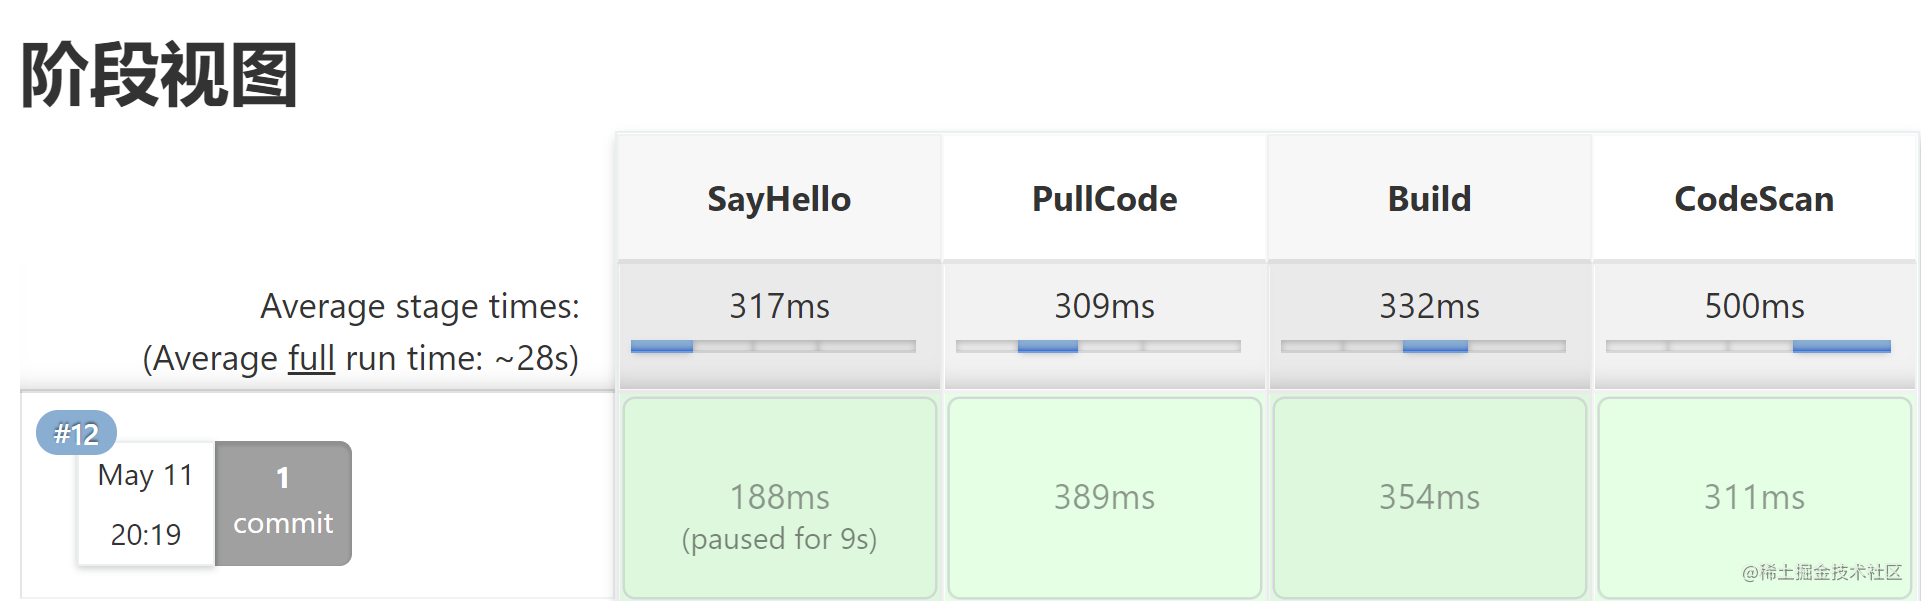 阶段视图
SayHello PullCode Build CodeScan
Average stage times: 317ms 309ms 332ms 500ms
(Average full run time: ~28s)
#12
May 11
20:19
1
commit
188ms 389ms 354ms 311ms
(paused for 9s)
@稀土掘金技术社区